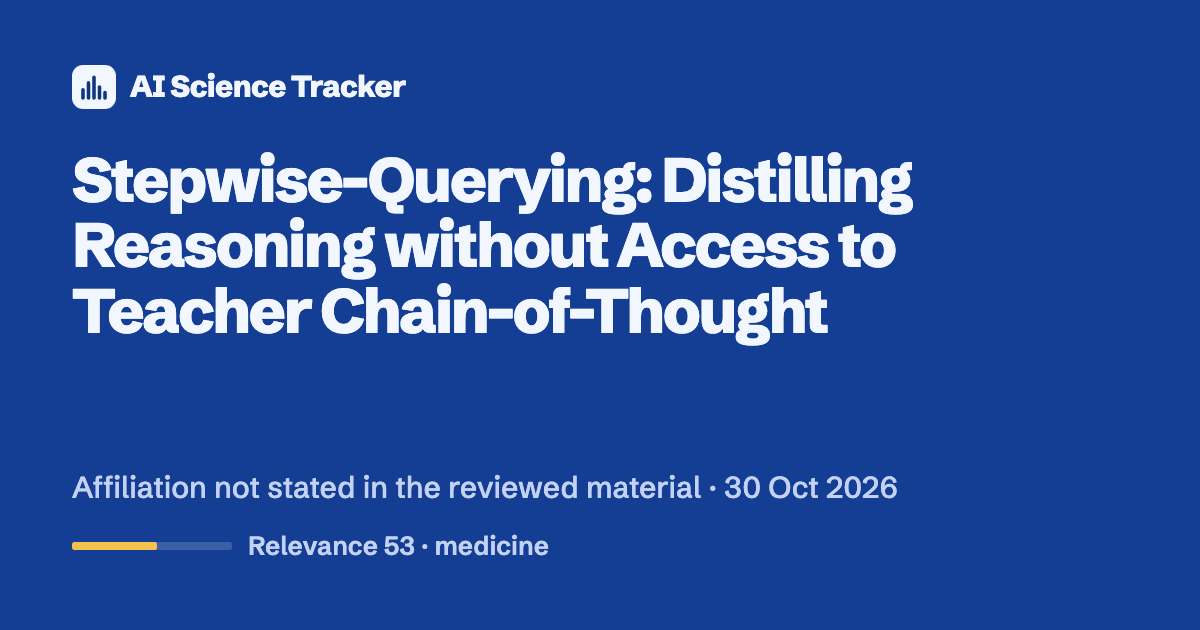 AI Science Tracker
Stepwise-Querying: Distilling
Reasoning without Access to
Teacher Chain-of-Thought
Affiliation not stated in the reviewed material · 30 Oct 2026
Relevance 53 · medicine